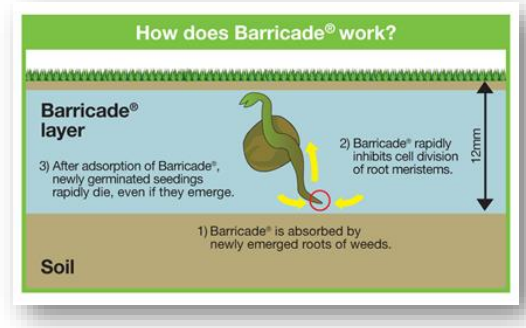 How does Barricade® work?
Barricade®
layer
3) After adsorption of Barricade®,
newly germinated seedings
rapidly die, even if they emerge.
2) Barricade® rapidly
inhibits cell division
of root meristems.
12mm
1) Barricade® is absorbed by
newly emerged roots of weeds.
Soil